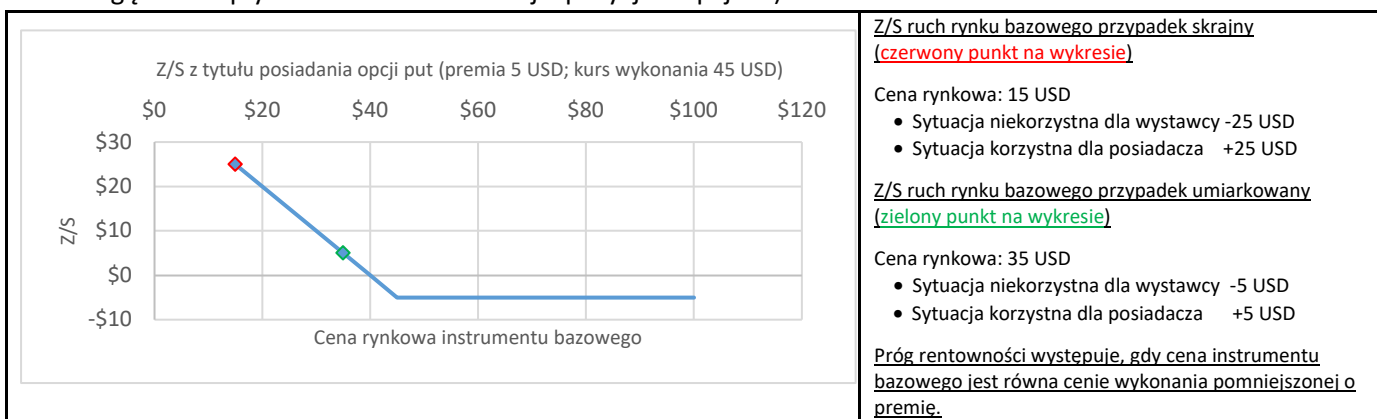 Z/S z tytułu posiadania opcji put (premia 5 USD; kurs wykonania 45 USD)
$0 $20 $40 $60 $80 $100 $120
$30
$20
$10
$0
-$10
Z/S
Cena rynkowa instrumentu bazowego
Z/S ruch rynku bazowego przypadek skrajny
(czerwony punkt na wykresie)
Cena rynkowa: 15 USD
• Sytuacja niekorzystna dla wystawcy -25 USD
• Sytuacja korzystna dla posiadacza +25 USD
Z/S ruch rynku bazowego przypadek umiarkowany
(zielony punkt na wykresie)
Cena rynkowa: 35 USD
• Sytuacja niekorzystna dla wystawcy -5 USD
• Sytuacja korzystna dla posiadacza +5 USD
Próg rentowności występuje, gdy cena instrumentu
bazowego jest równa cenie wykonania pomniejszonej o
premię.